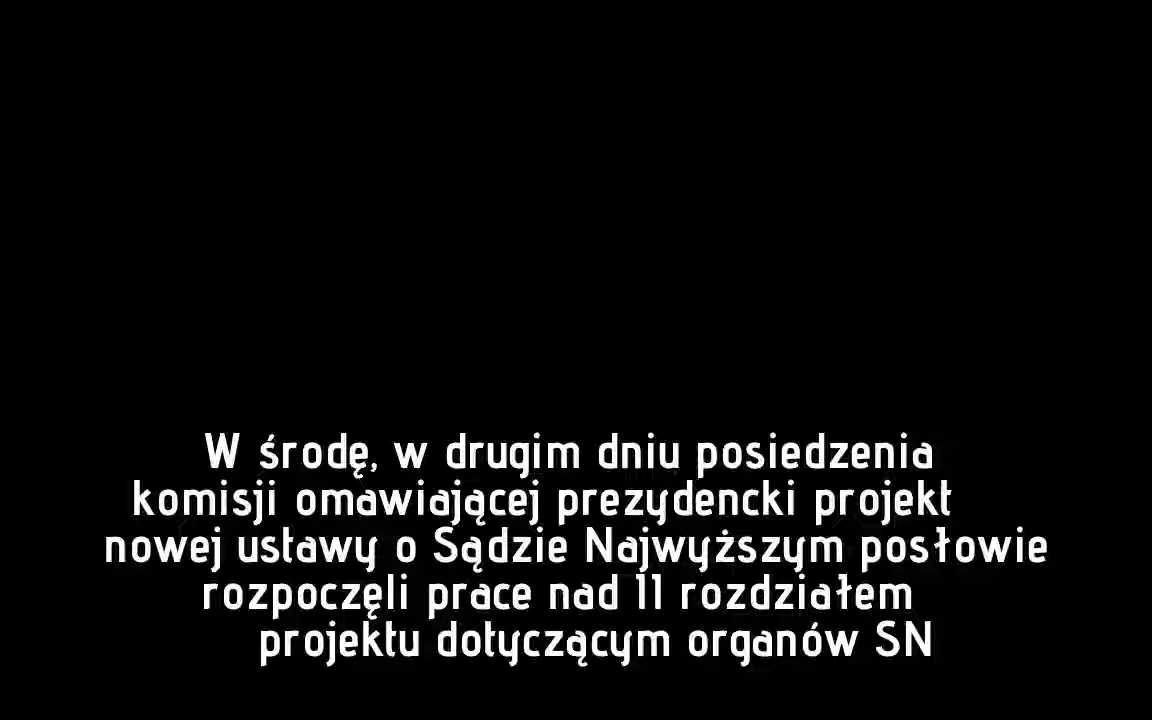 W środę, w drugim dniu posiedzenia
komisji omawiającej prezydencki projekt
nowej ustawy o Sądzie Najwyższym posłowie
rozpoczęli prace nad 11 rozdziałem
projektu dotyczącym organów SN